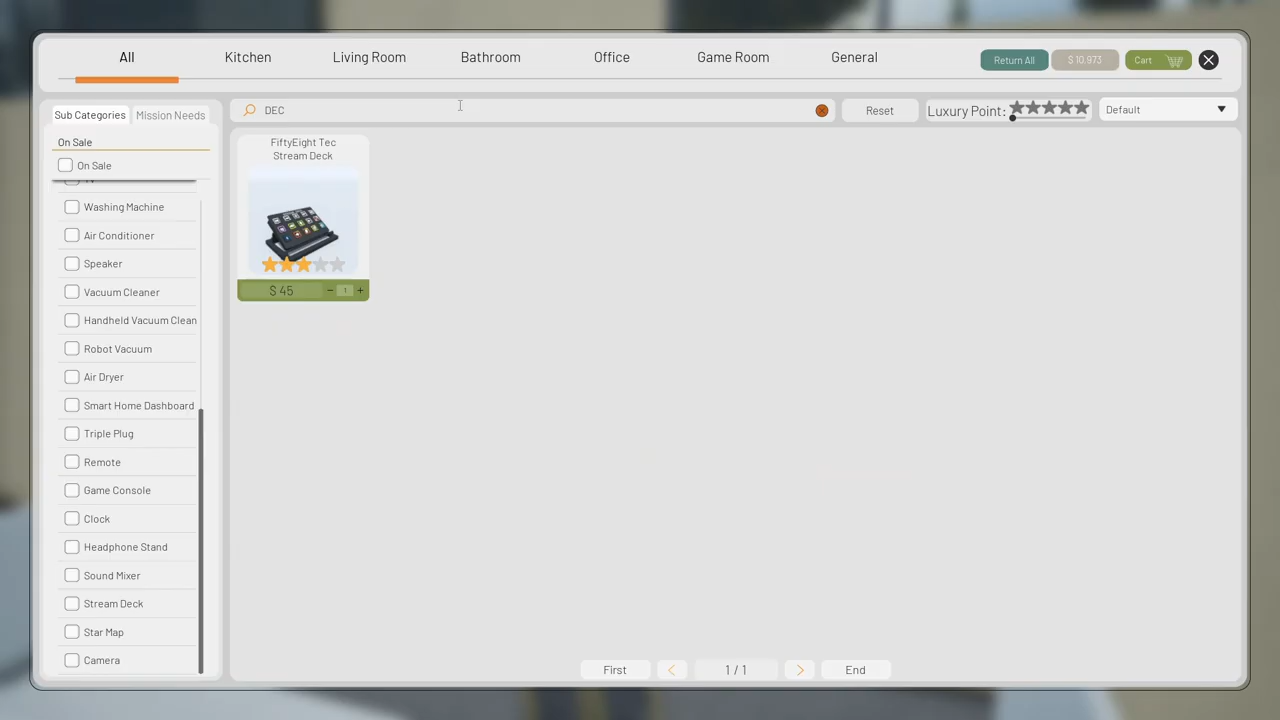 All
Kitchen
Living Room
Bathroom
Office
Game Room
General
Return All
$ 10,973
Cart
Sub Categories
Mission Needs
DEC
Reset
Luxury Point:
Default
On Sale
On Sale
Washing Machine
Air Conditioner
Speaker
Vacuum Cleaner
Handheld Vacuum Clean
Robot Vacuum
Air Dryer
Smart Home Dashboard
Triple Plug
Remote
Game Console
Clock
Headphone Stand
Sound Mixer
Stream Deck
Star Map
Camera
FiftyEight Tec
Stream Deck
$ 45
− 1 +
First
<
1 / 1
>
End